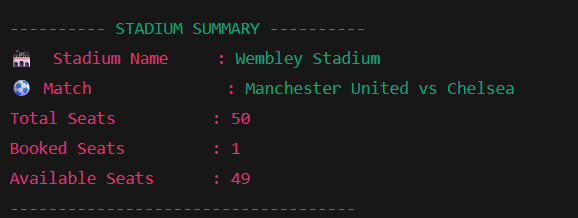 ---------- STADIUM SUMMARY ----------
🏟️  Stadium Name     : Wembley Stadium
⚽ Match              : Manchester United vs Chelsea
Total Seats          : 50
Booked Seats         : 1
Available Seats      : 49
------------------------------------